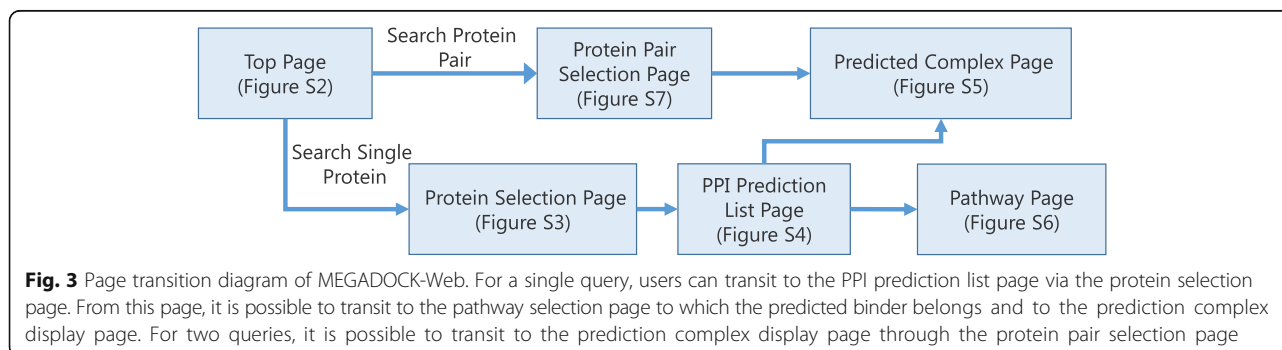 Search Protein
Pair
Top Page
(Figure S2)
Protein Pair
Selection Page
(Figure S7)
Predicted Complex Page
(Figure S5)
Search Single
Protein
Protein Selection Page
(Figure S3)
PPI Prediction
List Page
(Figure S4)
Pathway Page
(Figure S6)
Fig. 3 Page transition diagram of MEGADOCK-Web. For a single query, users can transit to the PPI prediction list page via the protein selection
page. From this page, it is possible to transit to the pathway selection page to which the predicted binder belongs and to the prediction complex
display page. For two queries, it is possible to transit to the prediction complex display page through the protein pair selection page